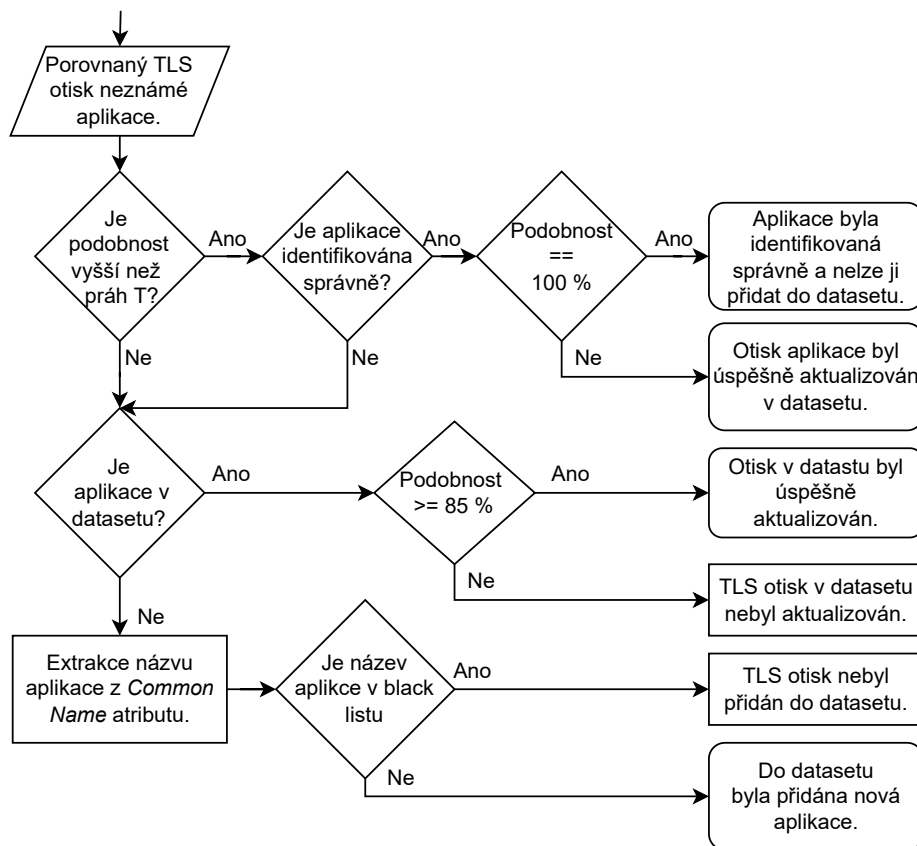 Porovnaný TLS
otisk neznámé
aplikace.
Je
podobnost
vyšší než
práh T?
Ano
Je aplikace
identifikována
správně?
Ano
Podobnost
==
100 %
Ano
Aplikace byla
identifikovaná
správně a nelze ji
přidat do datasetu.
Ne
Ne
Ne
Otisk aplikace byl
úspěšně aktualizován
v datasetu.
Je
aplikace v
datasetu?
Ano
Podobnost
>= 85 %
Ano
Otisk v datastu byl
úspěšně
aktualizován.
Ne
TLS otisk v datasetu
nebyl aktualizován.
Ne
Extrakce názvu
aplikace z Common
Name atributu.
Je název
aplikce v black
listu
Ano
TLS otisk nebyl
přidán do datasetu.
Ne
Do datasetu
byla přidána nová
aplikace.